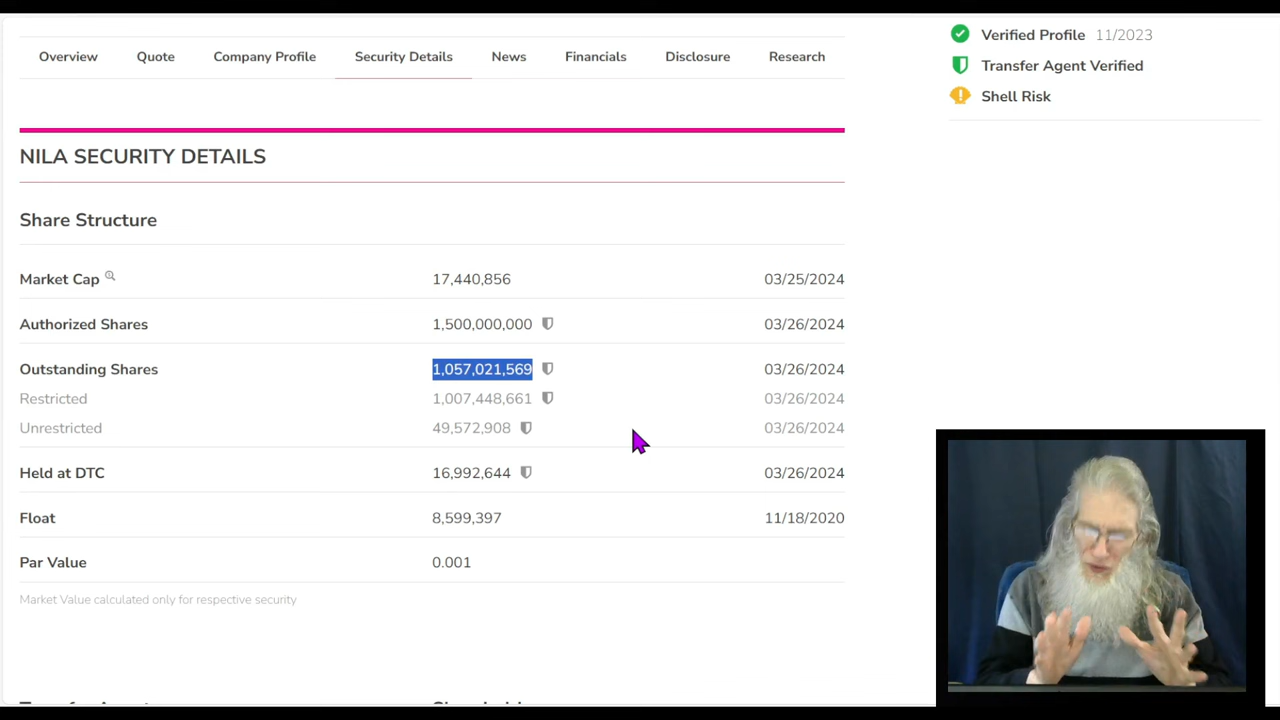 Overview Quote Company Profile Security Details News Financials Disclosure Research
Verified Profile 11/2023
Transfer Agent Verified
Shell Risk
NILA SECURITY DETAILS
Share Structure
Market Cap 17,440,856 03/25/2024
Authorized Shares 1,500,000,000 03/26/2024
Outstanding Shares 1,057,021,569 03/26/2024
Restricted 1,007,448,661 03/26/2024
Unrestricted 49,572,908 03/26/2024
Held at DTC 16,992,644 03/26/2024
Float 8,599,397 11/18/2020
Par Value 0.001
Market Value calculated only for respective security